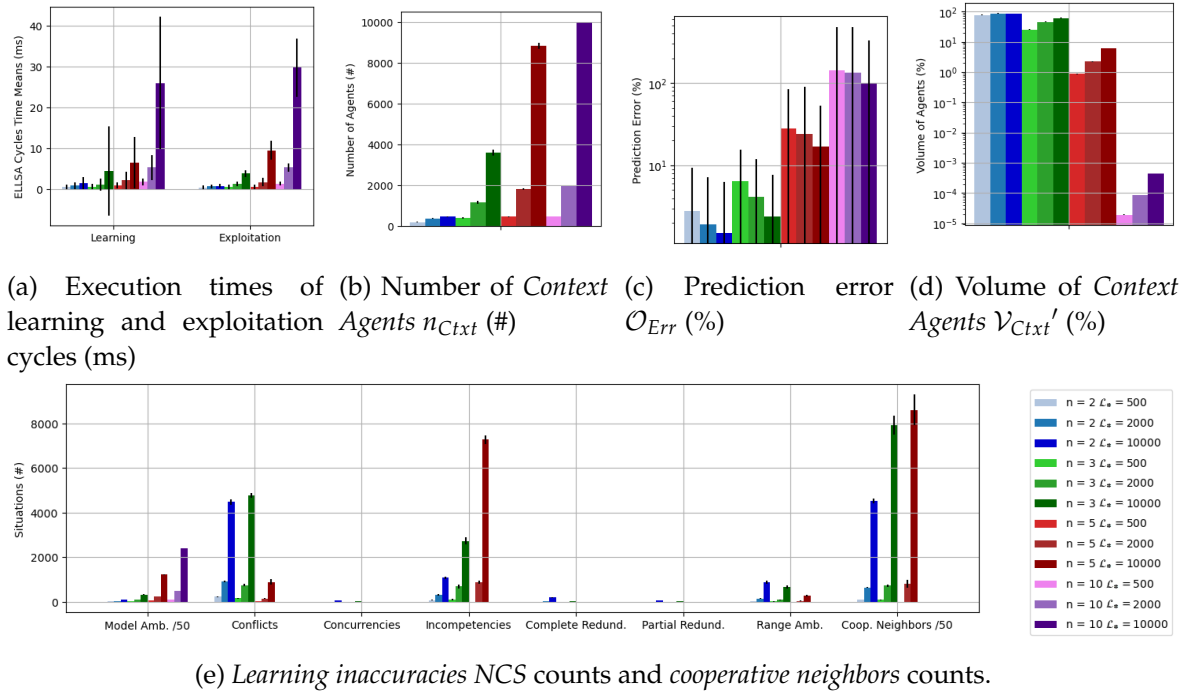 40
30
20
10
0
ELLSA Cycles Time Means (ms)
Learning
Exploitation
10000
8000
6000
4000
2000
0
Number of Agents (#)
10²
10¹
Prediction Error (%)
10²
10¹
10⁰
10⁻¹
10⁻²
10⁻³
10⁻⁴
10⁻⁵
Volume of Agents (%)
(a) Execution times of
learning and exploitation
cycles (ms)
(b) Number of Context
Agents n_Ctxt (#)
(c) Prediction error
𝒪_Err (%)
(d) Volume of Context
Agents 𝒱_Ctxt′ (%)
8000
6000
4000
2000
0
Situations (#)
Model Amb. /50
Conflicts
Concurrencies
Incompetencies
Complete Redund.
Partial Redund.
Range Amb.
Coop. Neighbors /50
n = 2 ℒ* = 500
n = 2 ℒ* = 2000
n = 2 ℒ* = 10000
n = 3 ℒ* = 500
n = 3 ℒ* = 2000
n = 3 ℒ* = 10000
n = 5 ℒ* = 500
n = 5 ℒ* = 2000
n = 5 ℒ* = 10000
n = 10 ℒ* = 500
n = 10 ℒ* = 2000
n = 10 ℒ* = 10000
(e) Learning inaccuracies NCS counts and cooperative neighbors counts.